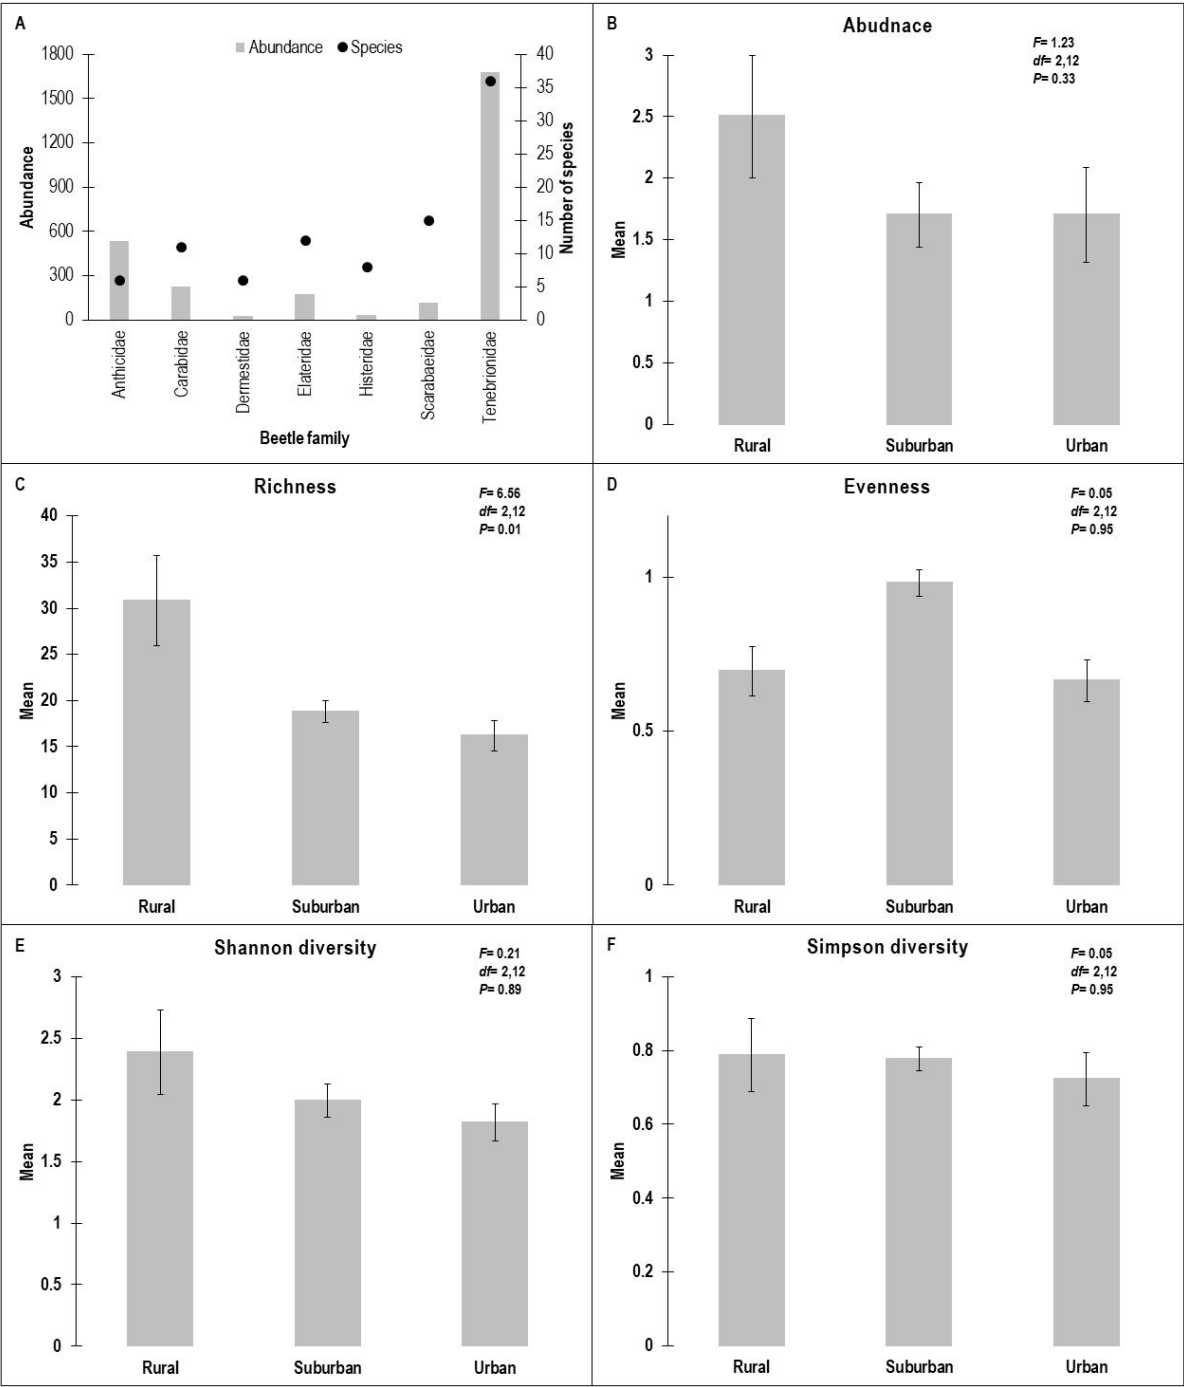 A
Abundance Species
1800
1500
1200
900
600
300
0
40
35
30
25
20
15
10
5
0
Abundance
Number of species
Anthicidae
Carabidae
Dermestidae
Elateridae
Histeridae
Scarabaeidae
Tenebrionidae
Beetle family
B
Abudnace
F= 1.23
df= 2,12
P= 0.33
3
2.5
2
1.5
1
0.5
0
Mean
Rural Suburban Urban
C
Richness
F= 6.56
df= 2,12
P= 0.01
40
35
30
25
20
15
10
5
0
Mean
Rural Suburban Urban
D
Evenness
F= 0.05
df= 2,12
P= 0.95
1
0.5
0
Mean
Rural Suburban Urban
E
Shannon diversity
F= 0.21
df= 2,12
P= 0.89
3
2.5
2
1.5
1
0.5
0
Mean
Rural Suburban Urban
F
Simpson diversity
F= 0.05
df= 2,12
P= 0.95
1
0.8
0.6
0.4
0.2
0
Mean
Rural Suburban Urban